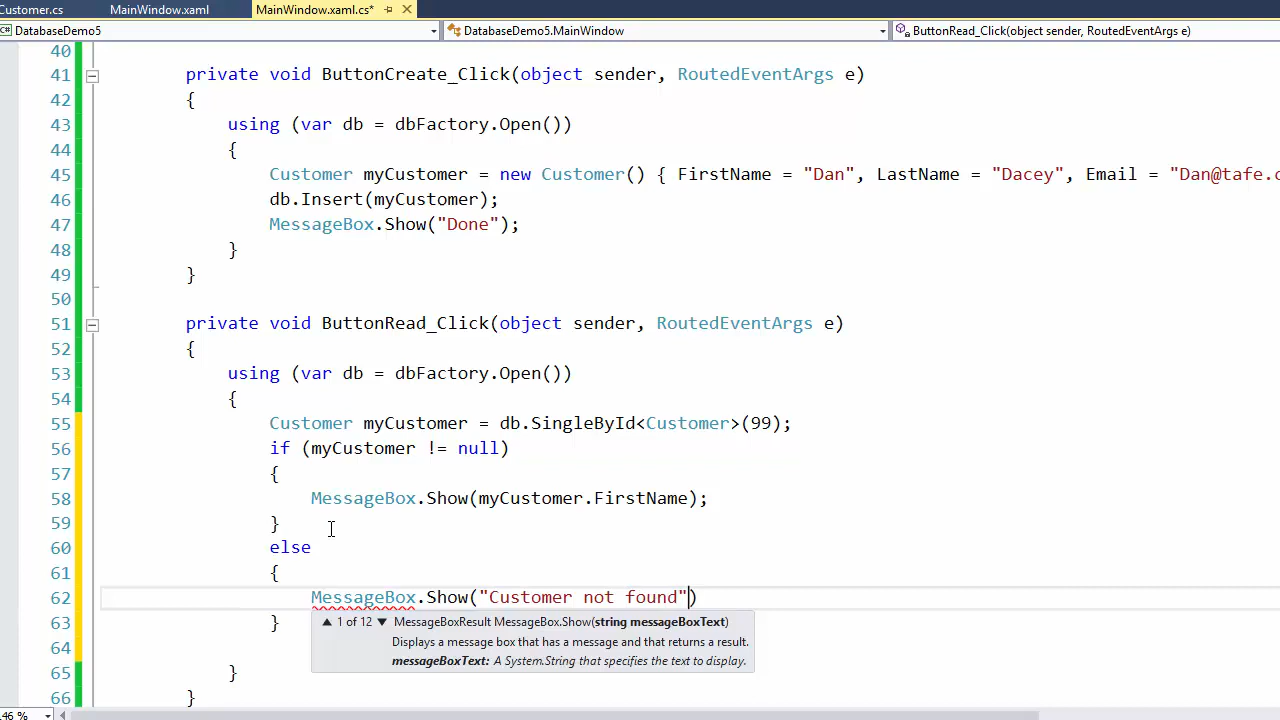 Customer.cs MainWindow.xaml MainWindow.xaml.cs*
DatabaseDemo5 DatabaseDemo5.MainWindow ButtonRead_Click(object sender, RoutedEventArgs e)
40
41 private void ButtonCreate_Click(object sender, RoutedEventArgs e)
42 {
43 using (var db = dbFactory.Open())
44 {
45 Customer myCustomer = new Customer() { FirstName = "Dan", LastName = "Dacey", Email = "Dan@tafe.c
46 db.Insert(myCustomer);
47 MessageBox.Show("Done");
48 }
49 }
50
51 private void ButtonRead_Click(object sender, RoutedEventArgs e)
52 {
53 using (var db = dbFactory.Open())
54 {
55 Customer myCustomer = db.SingleById<Customer>(99);
56 if (myCustomer != null)
57 {
58 MessageBox.Show(myCustomer.FirstName);
59 }
60 else
61 {
62 MessageBox.Show("Customer not found")
63 }
1 of 12 MessageBoxResult MessageBox.Show(string messageBoxText)
Displays a message box that has a message and that returns a result.
messageBoxText: A System.String that specifies the text to display.
64
65 }
66 }
46 %